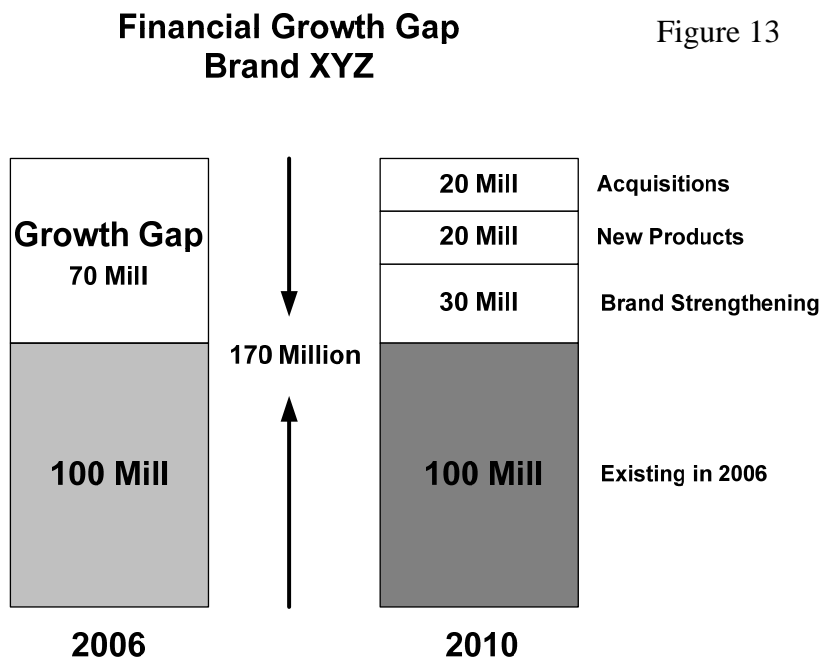 Financial Growth Gap
Brand XYZ
Figure 13
Growth Gap
70 Mill
100 Mill
2006
170 Million
20 Mill
Acquisitions
20 Mill
New Products
30 Mill
Brand Strengthening
100 Mill
Existing in 2006
2010